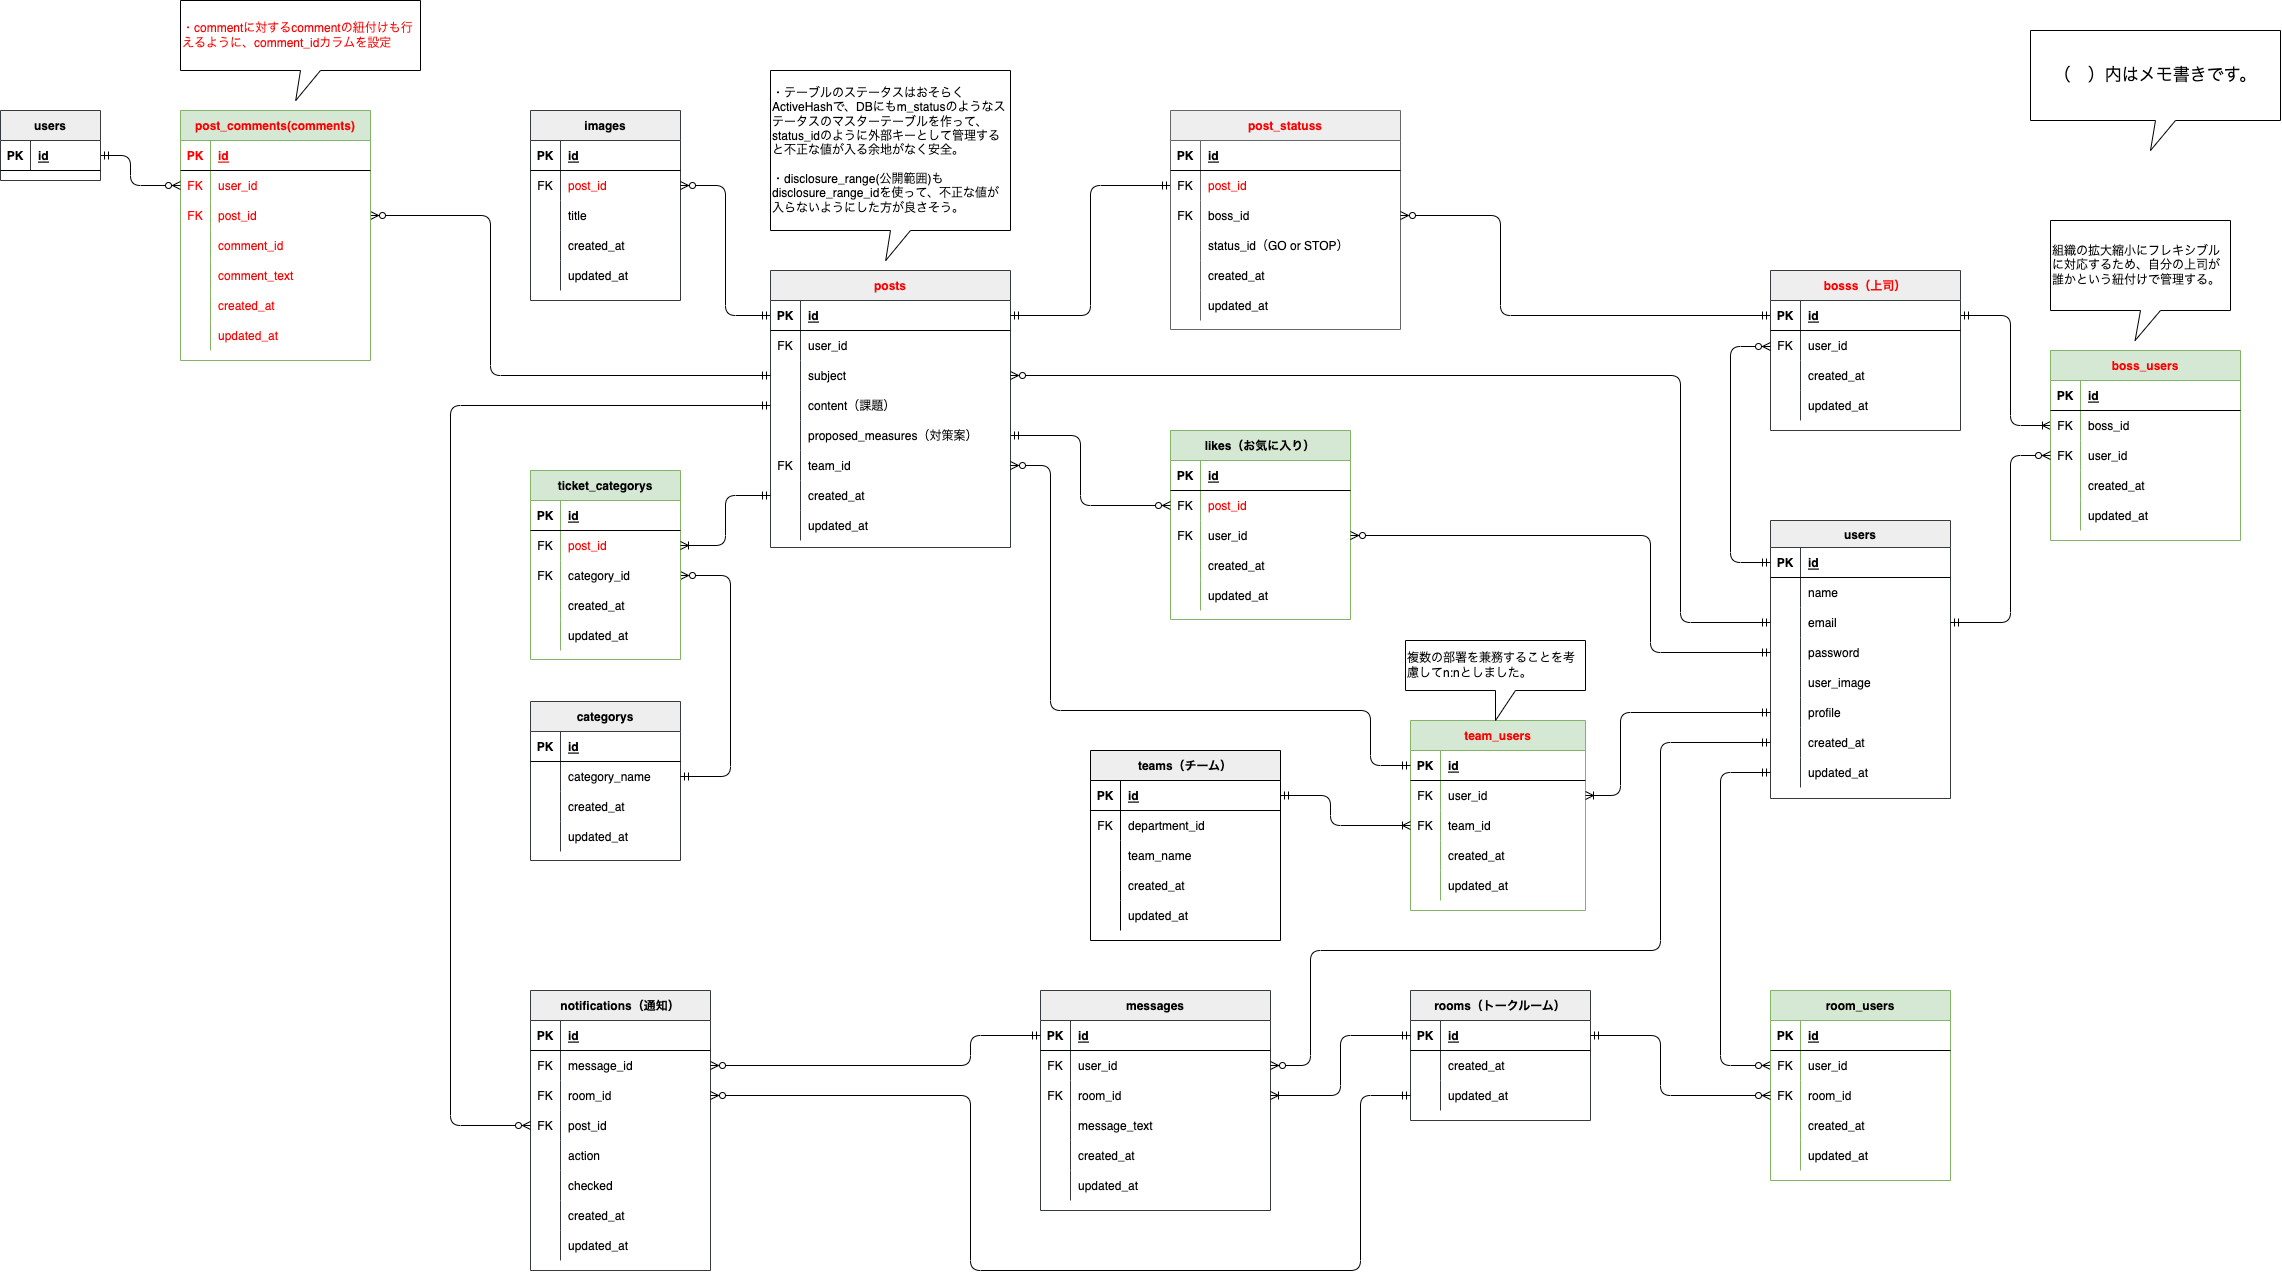 ・commentに対するcommentの紐付けも行
えるように、comment_idカラムを設定
（　）内はメモ書きです。
・テーブルのステータスはおそらく
ActiveHashで、DBにもm_statusのようなス
テータスのマスターテーブルを作って、
status_idのように外部キーとして管理する
と不正な値が入る余地がなく安全。
・disclosure_range(公開範囲)も
disclosure_range_idを使って、不正な値が
入らないようにした方が良さそう。
users
PK id
post_comments(comments)
PK id
FK user_id
FK post_id
comment_id
comment_text
created_at
updated_at
images
PK id
FK post_id
title
created_at
updated_at
posts
PK id
FK user_id
subject
content（課題）
proposed_measures（対策案）
FK team_id
created_at
updated_at
post_statuss
PK id
FK post_id
FK boss_id
status_id（GO or STOP）
created_at
updated_at
bosss（上司）
PK id
FK user_id
created_at
updated_at
組織の拡大縮小にフレキシブル
に対応するため、自分の上司が
誰かという紐付けで管理する。
boss_users
PK id
FK boss_id
FK user_id
created_at
updated_at
ticket_categorys
PK id
FK post_id
FK category_id
created_at
updated_at
likes（お気に入り）
PK id
FK post_id
FK user_id
created_at
updated_at
users
PK id
name
email
password
user_image
profile
created_at
updated_at
categorys
PK id
category_name
created_at
updated_at
複数の部署を兼務することを考
慮してn:nとしました。
teams（チーム）
PK id
FK department_id
team_name
created_at
updated_at
team_users
PK id
FK user_id
FK team_id
created_at
updated_at
notifications（通知）
PK id
FK message_id
FK room_id
FK post_id
action
checked
created_at
updated_at
messages
PK id
FK user_id
FK room_id
message_text
created_at
updated_at
rooms（トークルーム）
PK id
created_at
updated_at
room_users
PK id
FK user_id
FK room_id
created_at
updated_at